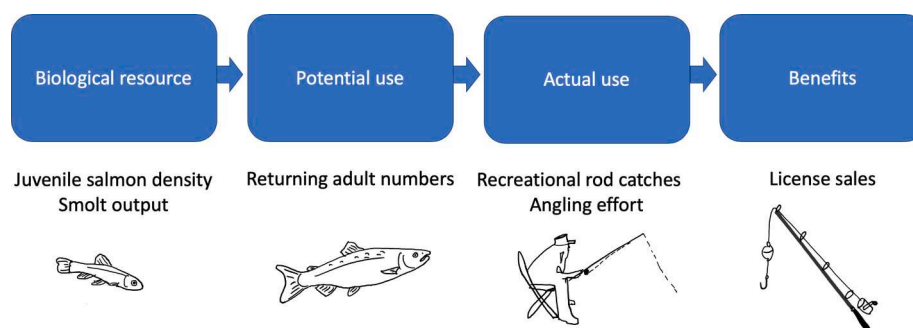 Biological resource
Potential use
Actual use
Benefits
Juvenile salmon density
Smolt output
Returning adult numbers
Recreational rod catches
Angling effort
License sales